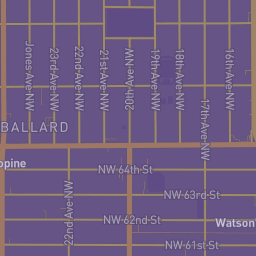 Jones Ave NW
23rd Ave NW
22nd Ave NW
21st Ave NW
20th Ave NW
19th Ave NW
18th Ave NW
17th Ave NW
16th Ave NW
BALLARD
opine
NW 64th St
NW 63rd St
22nd Ave NW
NW 62nd St
Watson'
NW 61st St